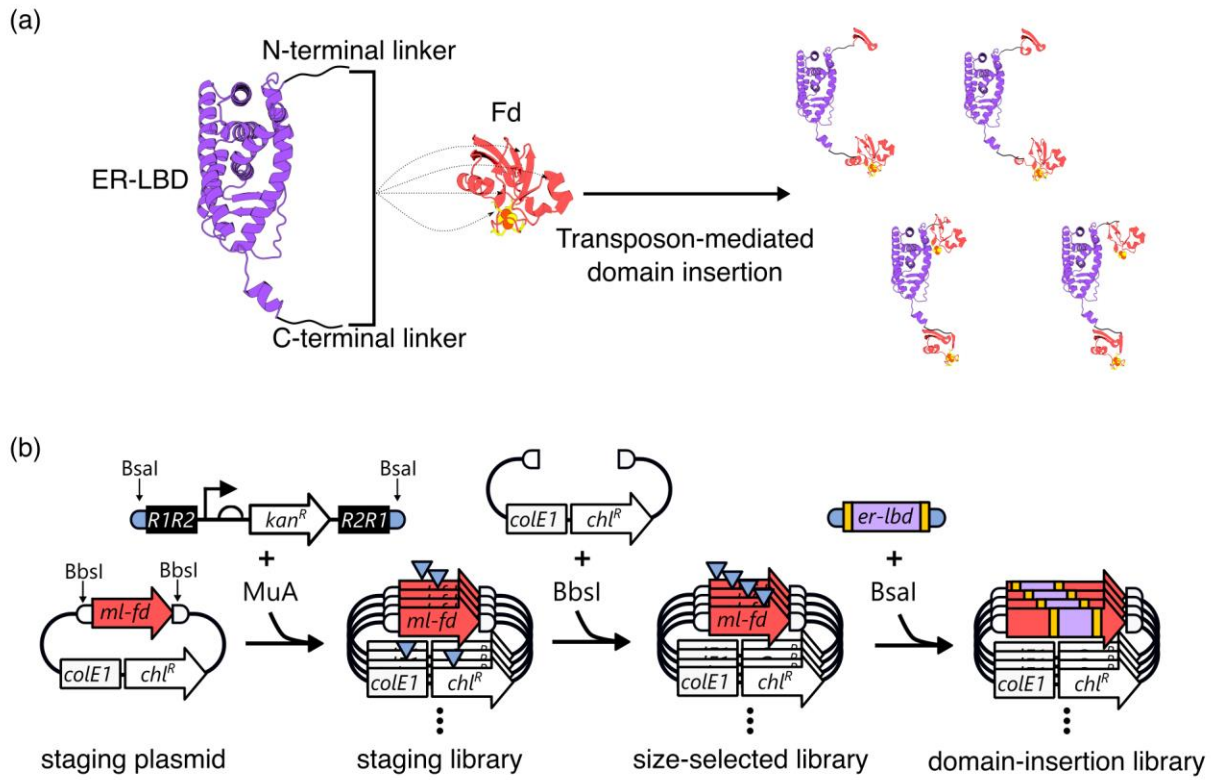 (a)
N-terminal linker
Fd
ER-LBD
Transposon-mediated
domain insertion
C-terminal linker
(b)
BsaI
BsaI
R1R2
kanR
R2R1
colE1
chlR
er-lbd
BbsI
+
BbsI
MuA
+
BbsI
+
BsaI
ml-fd
ml-fd
ml-fd
colE1
chlR
colE1
chlR
colE1
chlR
colE1
chlR
staging plasmid
staging library
size-selected library
domain-insertion library